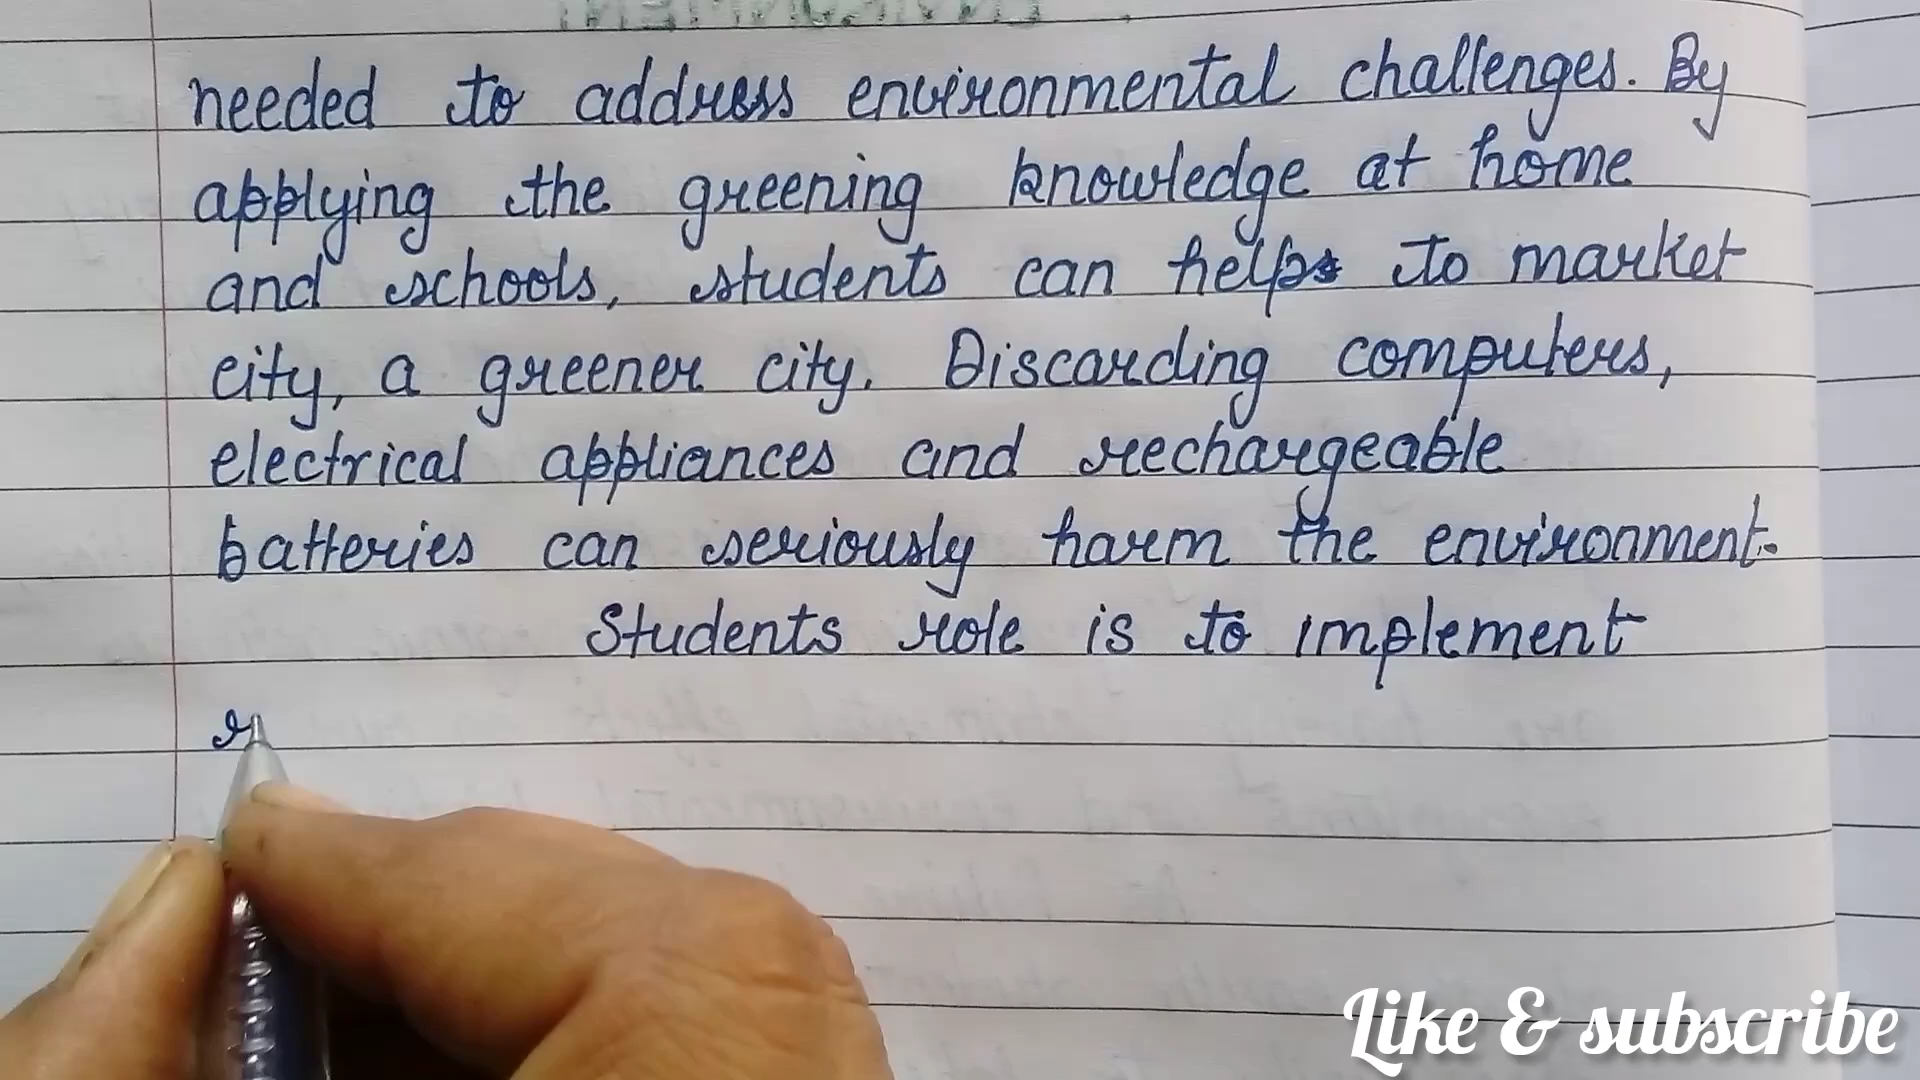 needed to address environmental challenges. By
applying the greening knowledge at home
and schools, students can helps to market
city, a greener city. Discarding computers,
electrical appliances and rechargeable
batteries can seriously harm the environment.
Students role is to implement
Like & subscribe